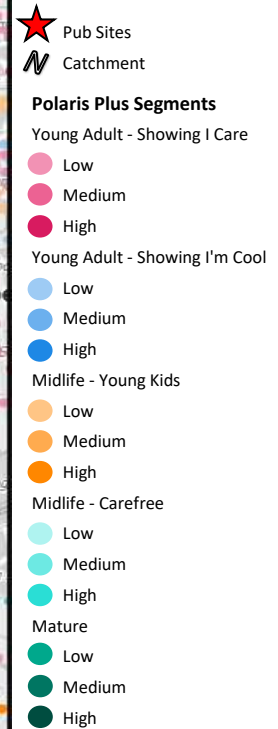 Pub Sites
Catchment
Polaris Plus Segments
Young Adult - Showing I Care
Low
Medium
High
Young Adult - Showing I'm Cool
Low
Medium
High
Midlife - Young Kids
Low
Medium
High
Midlife - Carefree
Low
Medium
High
Mature
Low
Medium
High